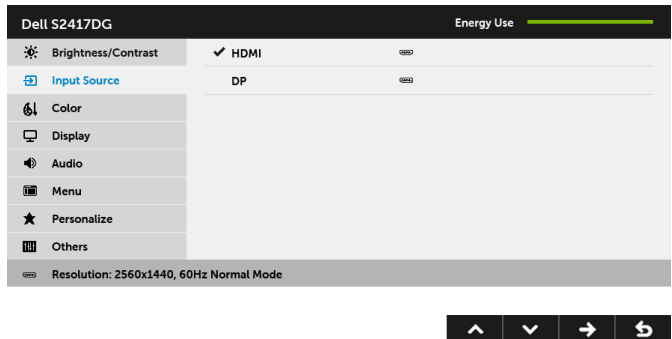 Dell S2417DG
Energy Use
Brightness/Contrast
HDMI
Input Source
DP
Color
Display
Audio
Menu
Personalize
Others
Resolution: 2560x1440, 60Hz Normal Mode